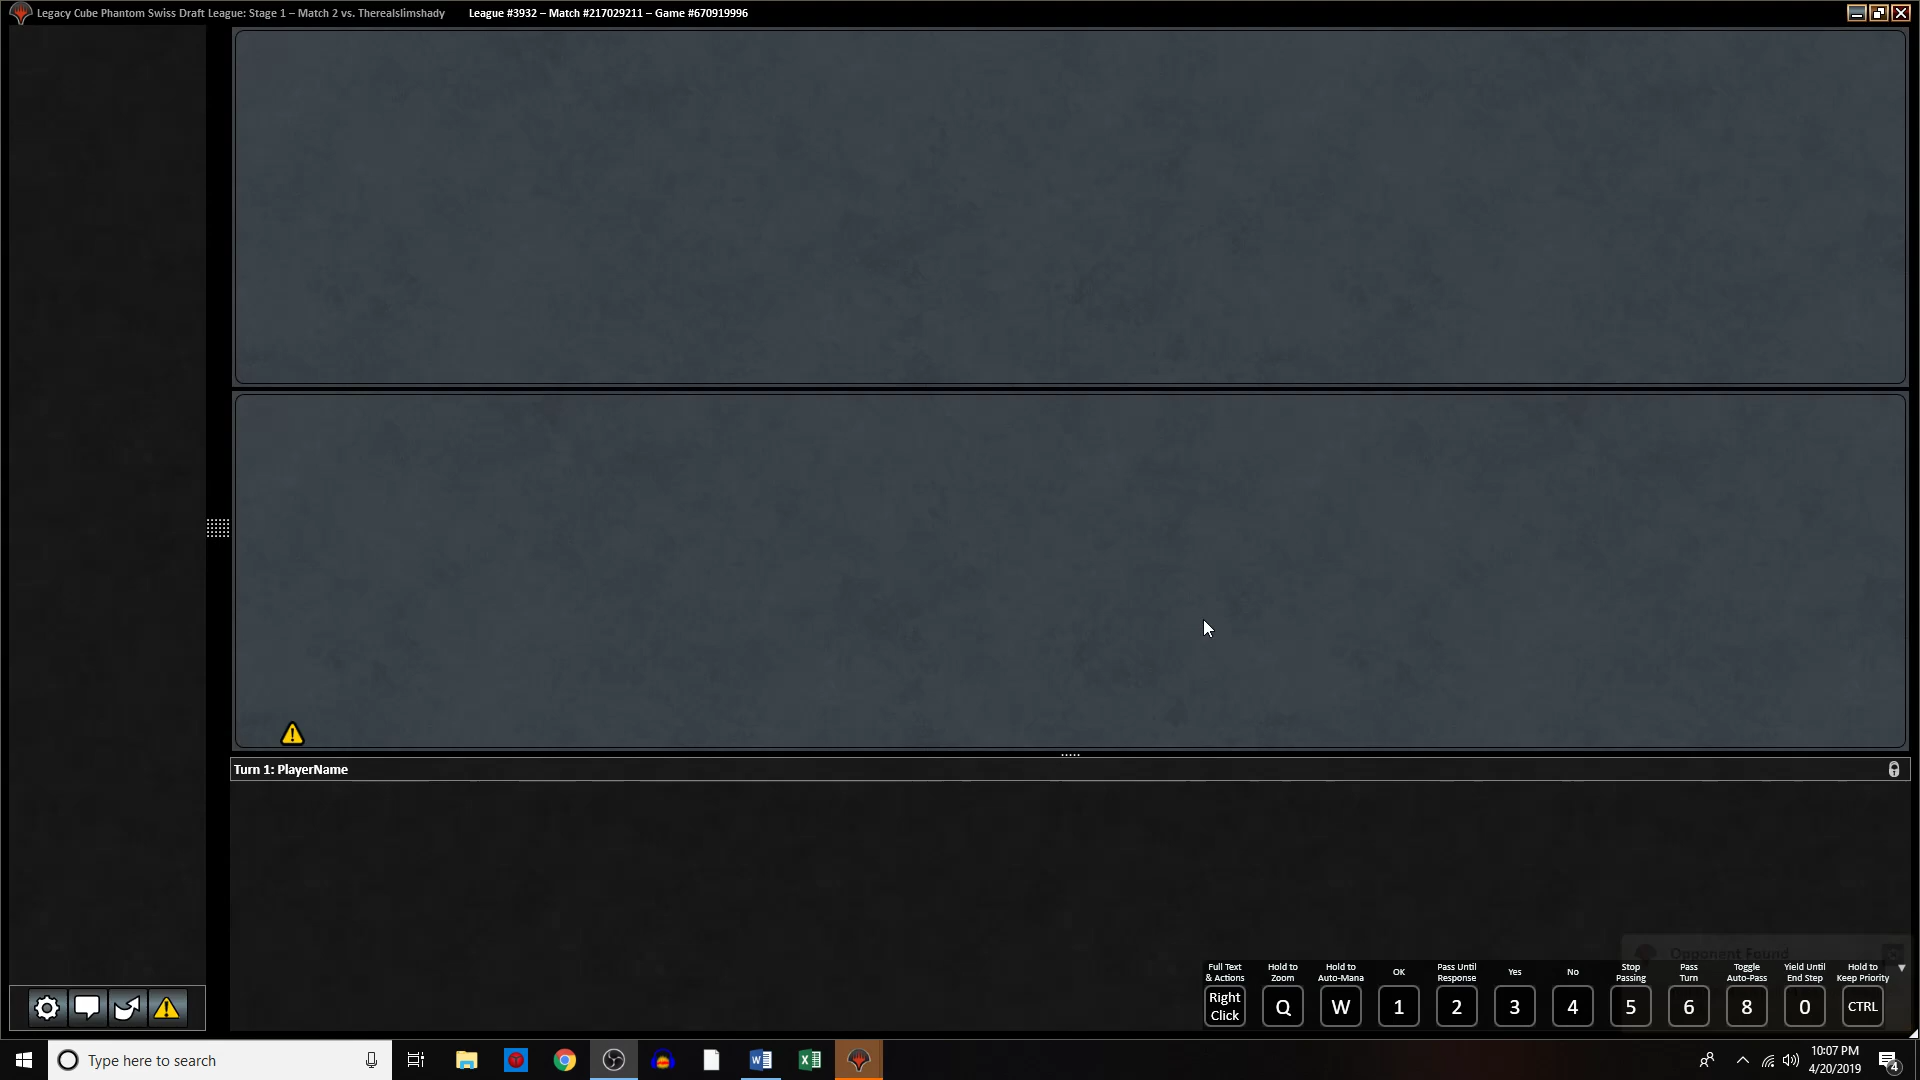 Legacy Cube Phantom Swiss Draft League: Stage 1 – Match 2 vs. Therealslimshady League #3932 – Match #217029211 – Game #670919996
Turn 1: PlayerName
Opponent Found
Full Text & Actions
Right Click
Hold to Zoom
Q
Hold to Auto-Mana
W
OK
1
Pass Until Response
2
Yes
3
No
4
Stop Passing
5
Pass Turn
6
Toggle Auto-Pass
8
Yield Until End Step
0
Hold to Keep Priority
CTRL
Type here to search
10:07 PM
4/20/2019
4